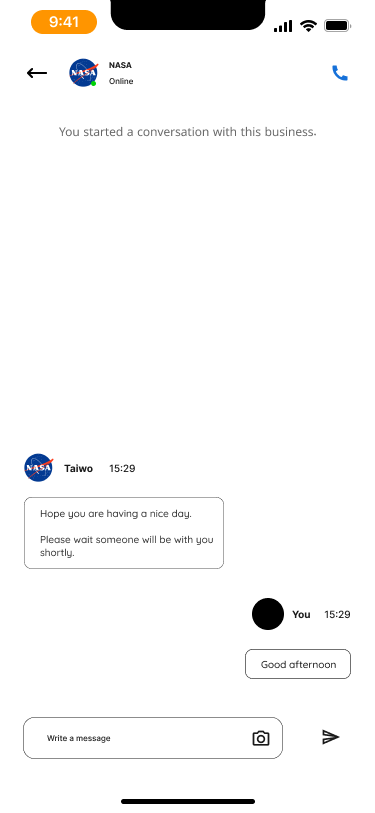 9:41
NASA
NASA
Online
You started a conversation with this business.
NASA
Taiwo 15:29
Hope you are having a nice day.
Please wait someone will be with you
shortly.
You 15:29
Good afternoon
Write a message